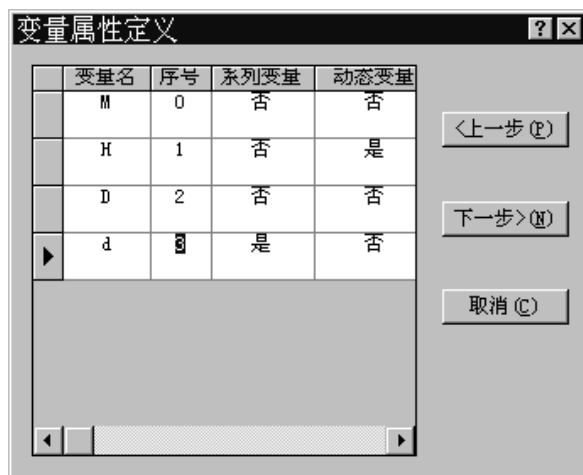 变量属性定义
变量名 序号 系列变量 动态变量
M 0 否 否
H 1 否 是
D 2 否 否
d 3 是 否
<上一步(P)
下一步>(N)
取消(C)